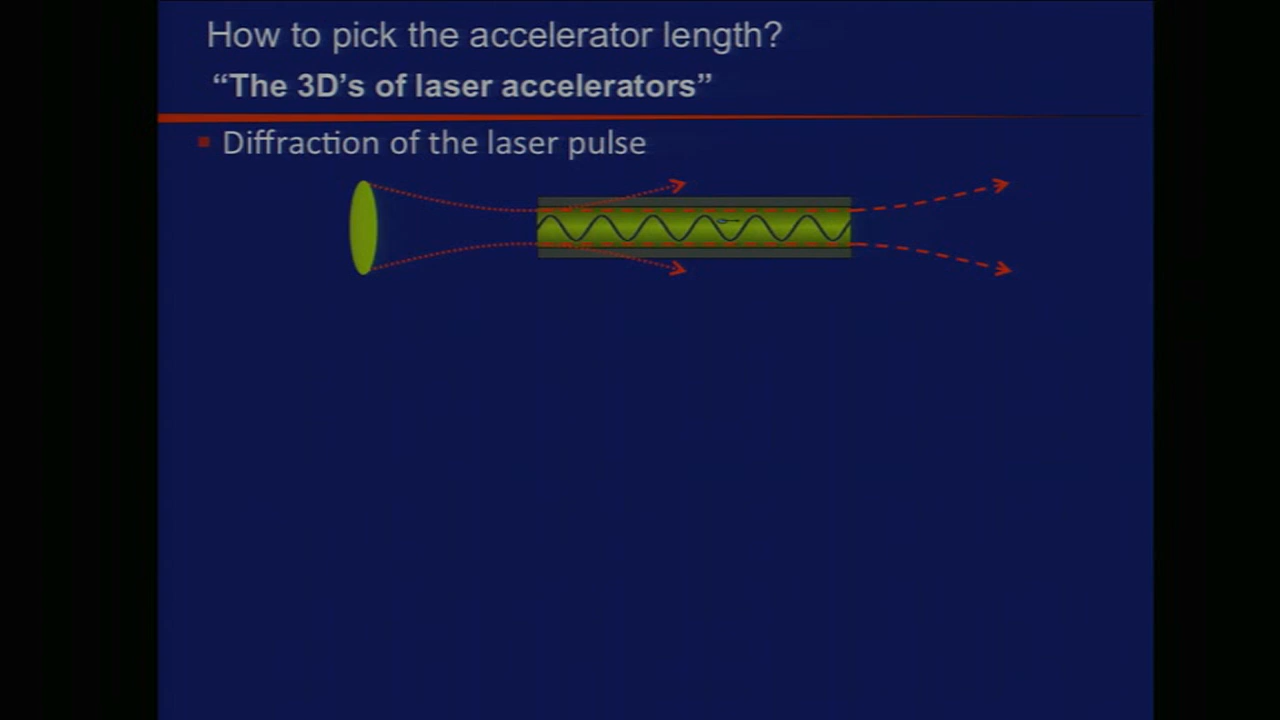 How to pick the accelerator length?
“The 3D’s of laser accelerators”
Diffraction of the laser pulse